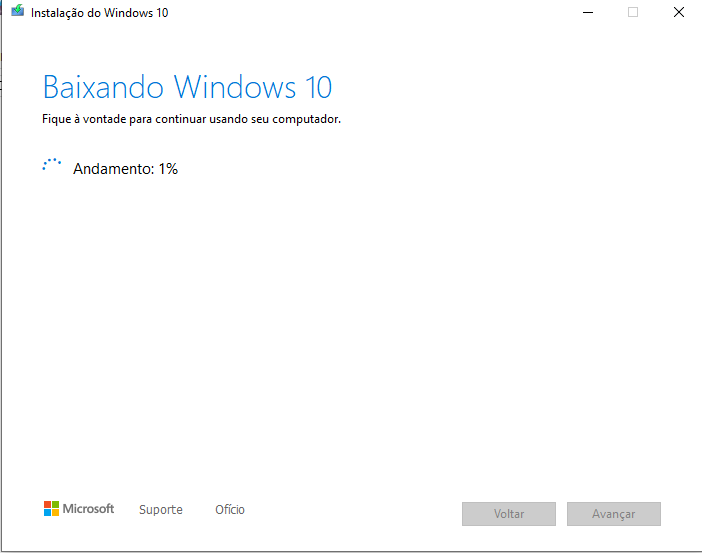 Instalação do Windows 10
Baixando Windows 10
Fique à vontade para continuar usando seu computador.
Andamento: 1%
Microsoft Suporte Ofício Voltar Avançar